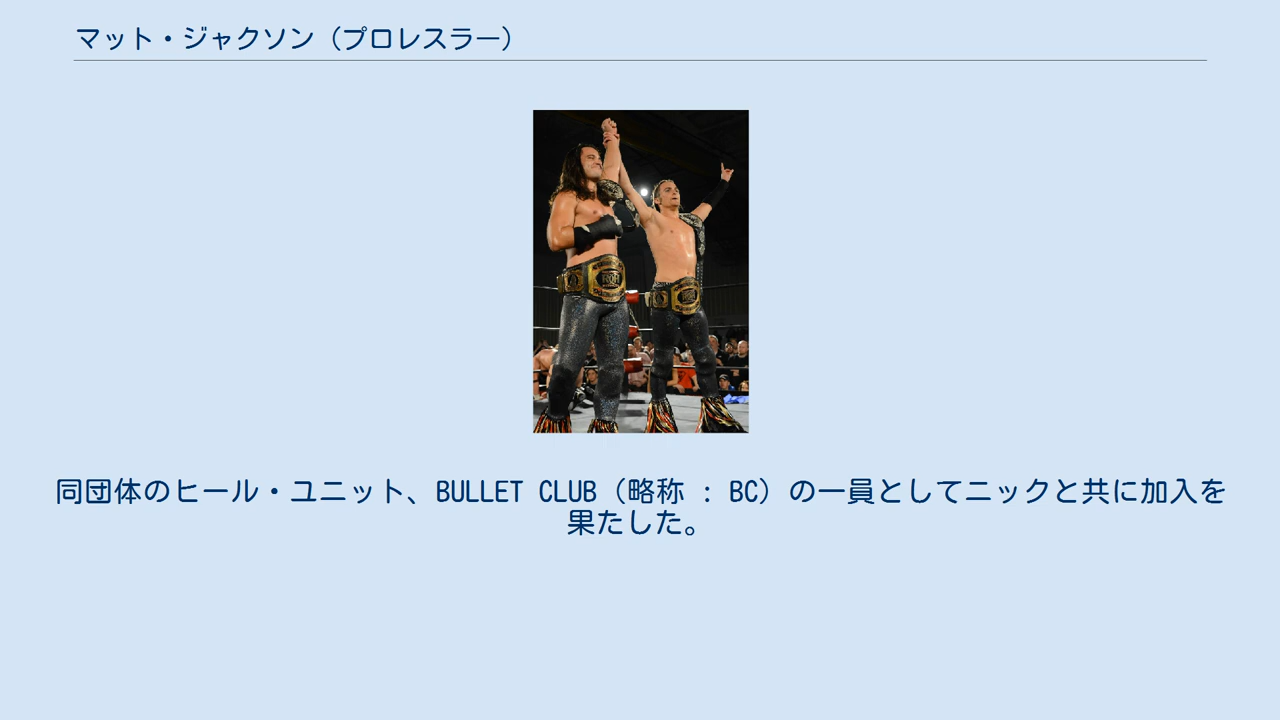 マット・ジャクソン（プロレスラー）
同団体のヒール・ユニット、BULLET CLUB（略称 : BC）の一員としてニックと共に加入を
果たした。